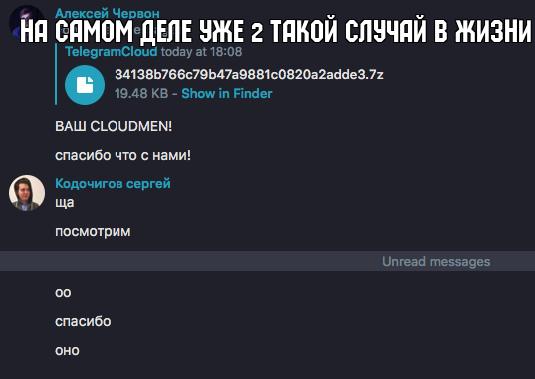 Алексей Червон
НА САМОМ ДЕЛЕ УЖЕ 2 ТАКОЙ СЛУЧАЙ В ЖИЗНИ
TelegramCloud today at 18:08
34138b766c79b47a9881c0820a2adde3.7z
19.48 KB - Show in Finder
ВАШ CLOUDMEN!
спасибо что с нами!
Кодочигов сергей
ща
посмотрим
Unread messages
оо
спасибо
оно